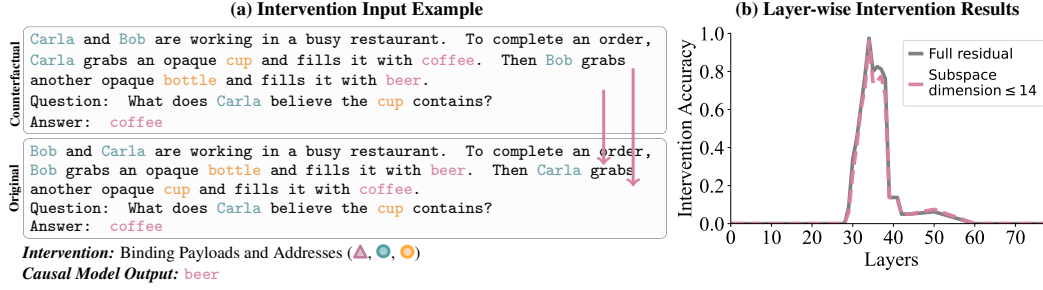 (a) Intervention Input Example
Counterfactual
Carla and Bob are working in a busy restaurant. To complete an order,
Carla grabs an opaque cup and fills it with coffee. Then Bob grabs
another opaque bottle and fills it with beer.
Question: What does Carla believe the cup contains?
Answer: coffee
Original
Bob and Carla are working in a busy restaurant. To complete an order,
Bob grabs an opaque bottle and fills it with beer. Then Carla grabs
another opaque cup and fills it with coffee.
Question: What does Carla believe the cup contains?
Answer: coffee
Intervention: Binding Payloads and Addresses (, , )
Causal Model Output: beer
(b) Layer-wise Intervention Results
Intervention Accuracy
1.0
0.8
0.6
0.4
0.2
0.0
Full residual
Subspace
dimension ≤ 14
0 10 20 30 40 50 60 70
Layers